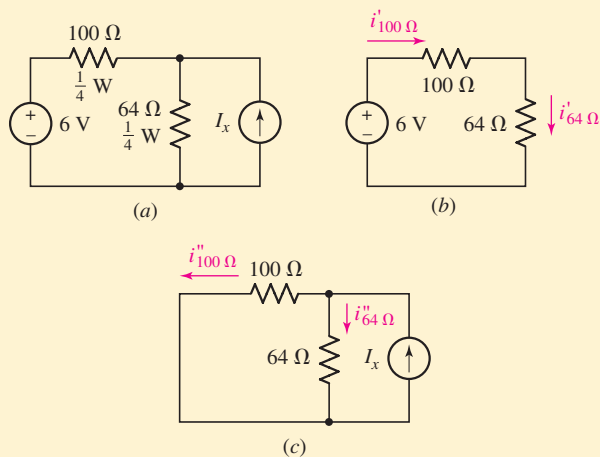 100 Ω
1/4 W
+
−
6 V
64 Ω
1/4 W
I_x
(a)
i'_100 Ω
100 Ω
+
−
6 V
64 Ω
i'_64 Ω
(b)
i"_100 Ω
100 Ω
i"_64 Ω
64 Ω
I_x
(c)